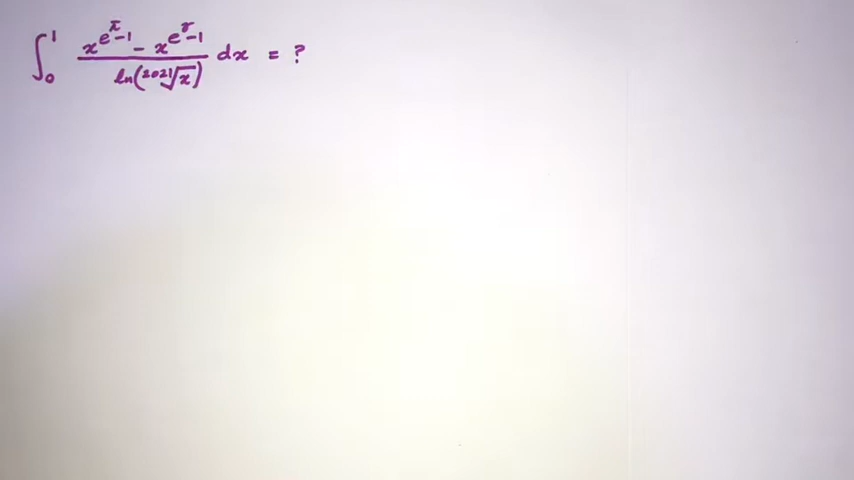 ∫₀¹ (x^(e^π−1) − x^(e^γ−1)) / ln(²⁰²¹√x) dx = ?